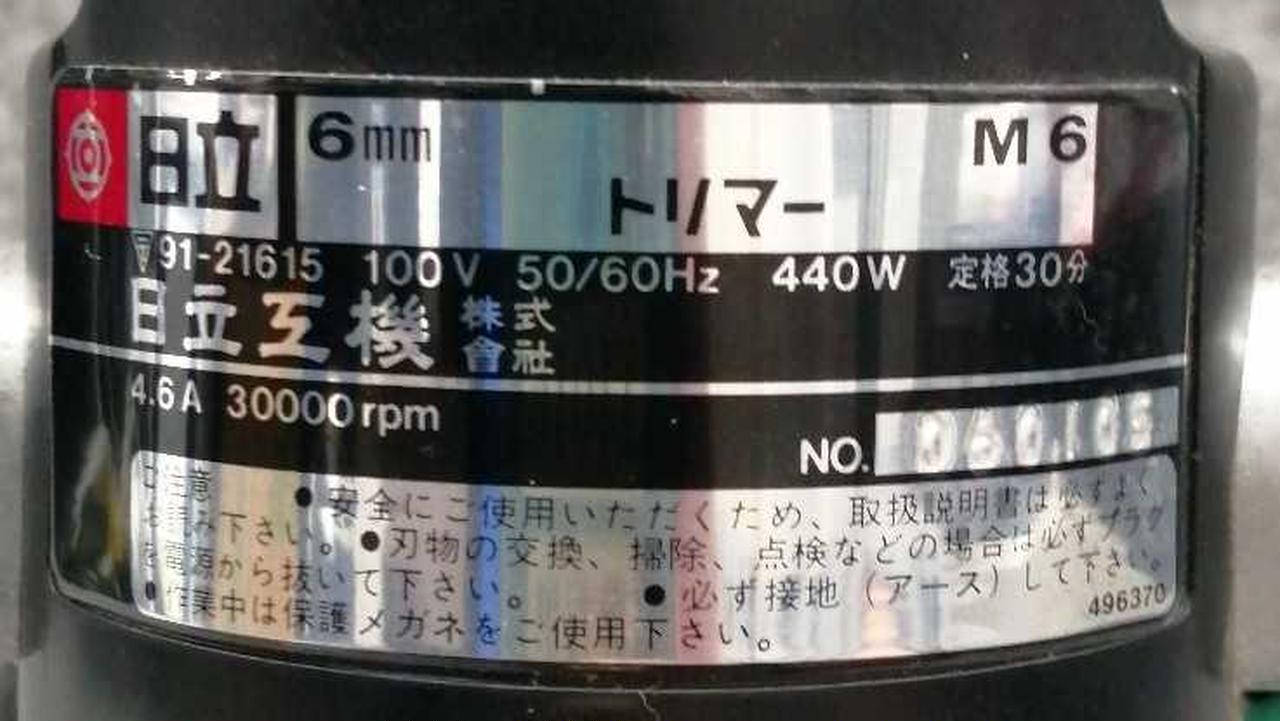 日立 6mm M6
トリマー
91-21615 100V 50/60Hz 440W 定格30分
日立工機 株式會社
4.6A 30000rpm
NO.
注意 ●安全にご使用いただくため、取扱説明書は必ずよく
お読み下さい。●刃物の交換、掃除、点検などの場合は必ずプラグ
を電源から抜いて下さい。 ●必ず接地(アース)して下さい。
●作業中は保護メガネをご使用下さい。
496370